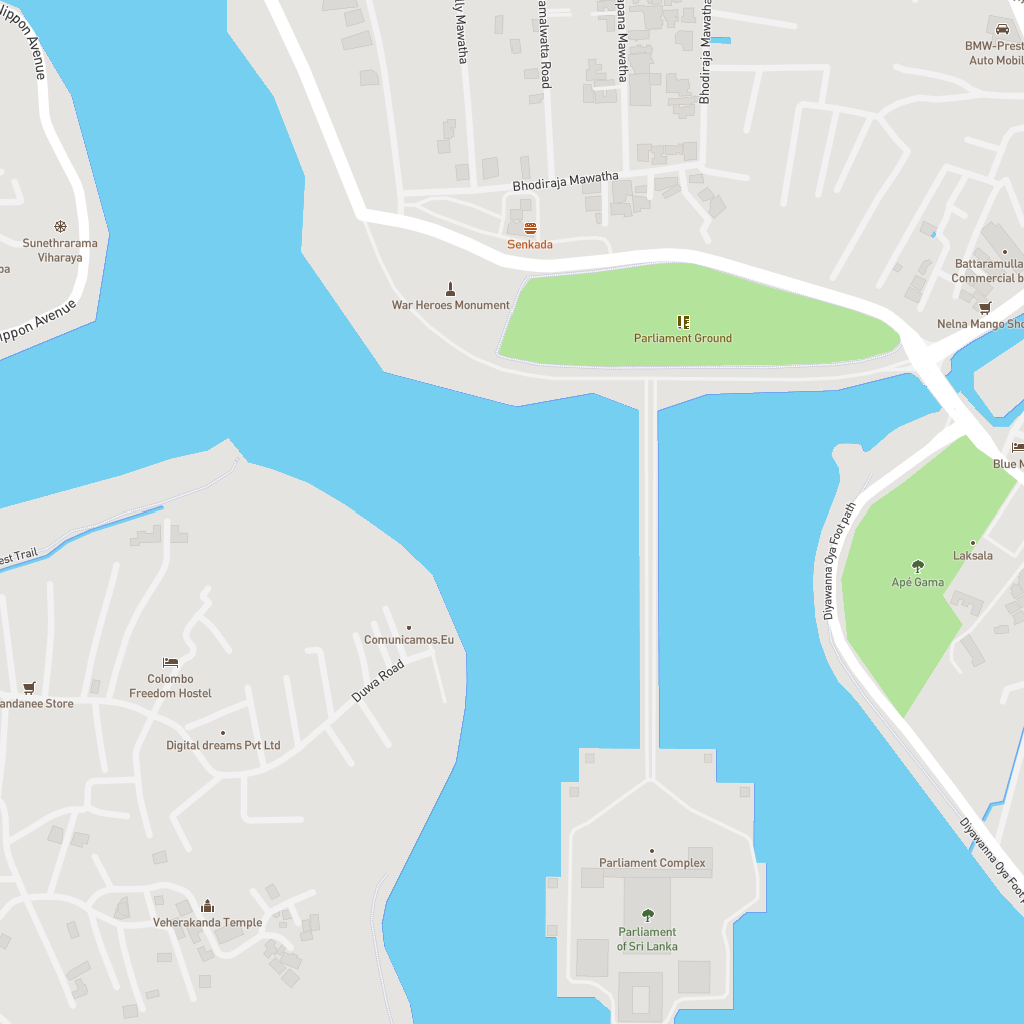 Nippon Avenue
lly Mawatha
amalwatta Road
apana Mawatha
Bhodiraja Mawatha
BMW-Prest
Auto Mobil
Bhodiraja Mawatha
Sunethrarama
Viharaya
Senkada
Battaramulla
Commercial b
War Heroes Monument
Nelna Mango Sho
ippon Avenue
Parliament Ground
Blue M
est Trail
Diyawanna Oya Foot path
Laksala
Apé Gama
Comunicamos.Eu
Duwa Road
Colombo
Freedom Hostel
andanee Store
Digital dreams Pvt Ltd
Diyawanna Oya Foot p
Parliament Complex
Veherakanda Temple
Parliament
of Sri Lanka